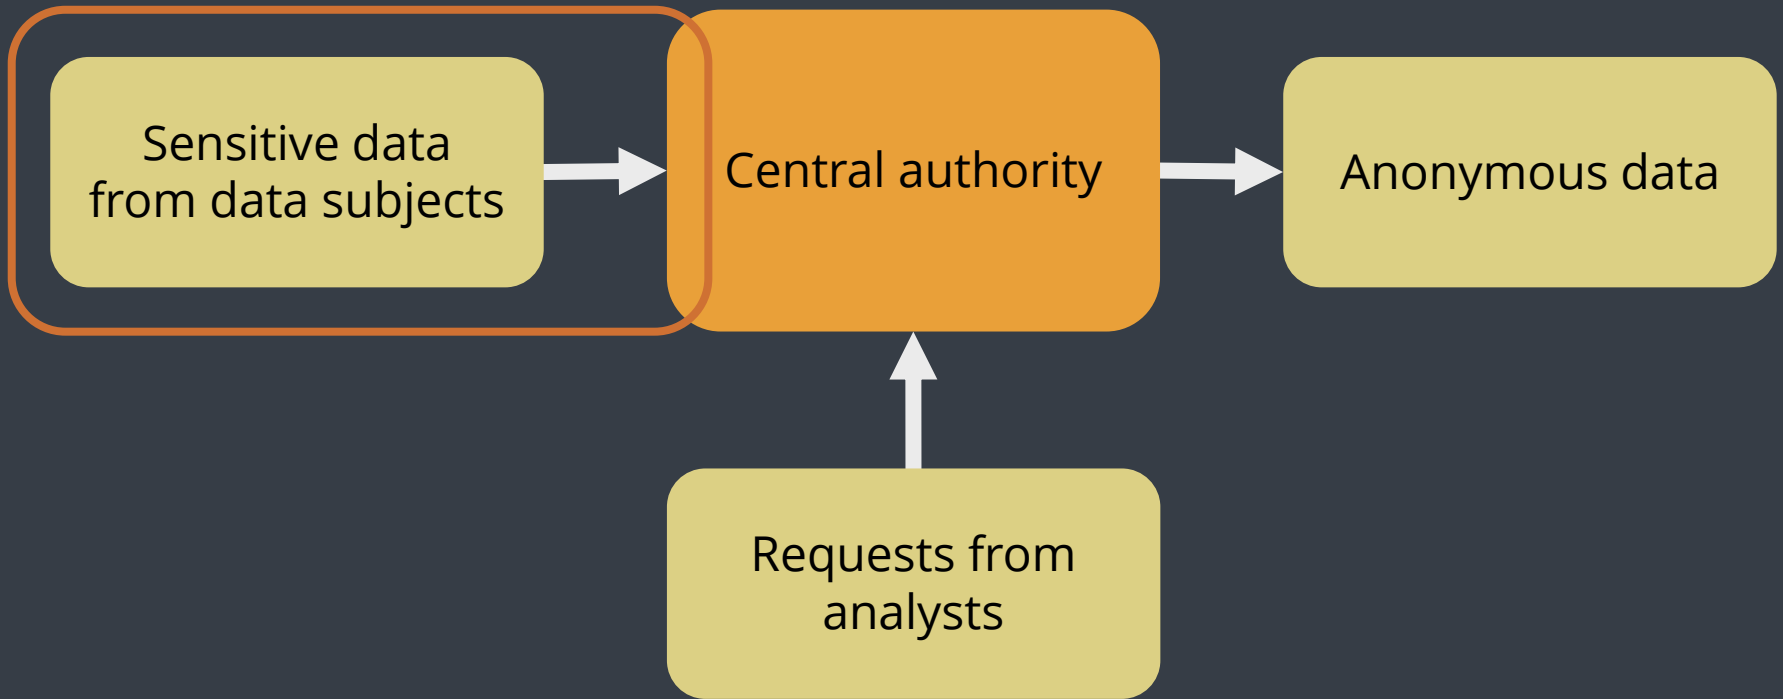 Sensitive data
from data subjects
Central authority
Anonymous data
Requests from
analysts